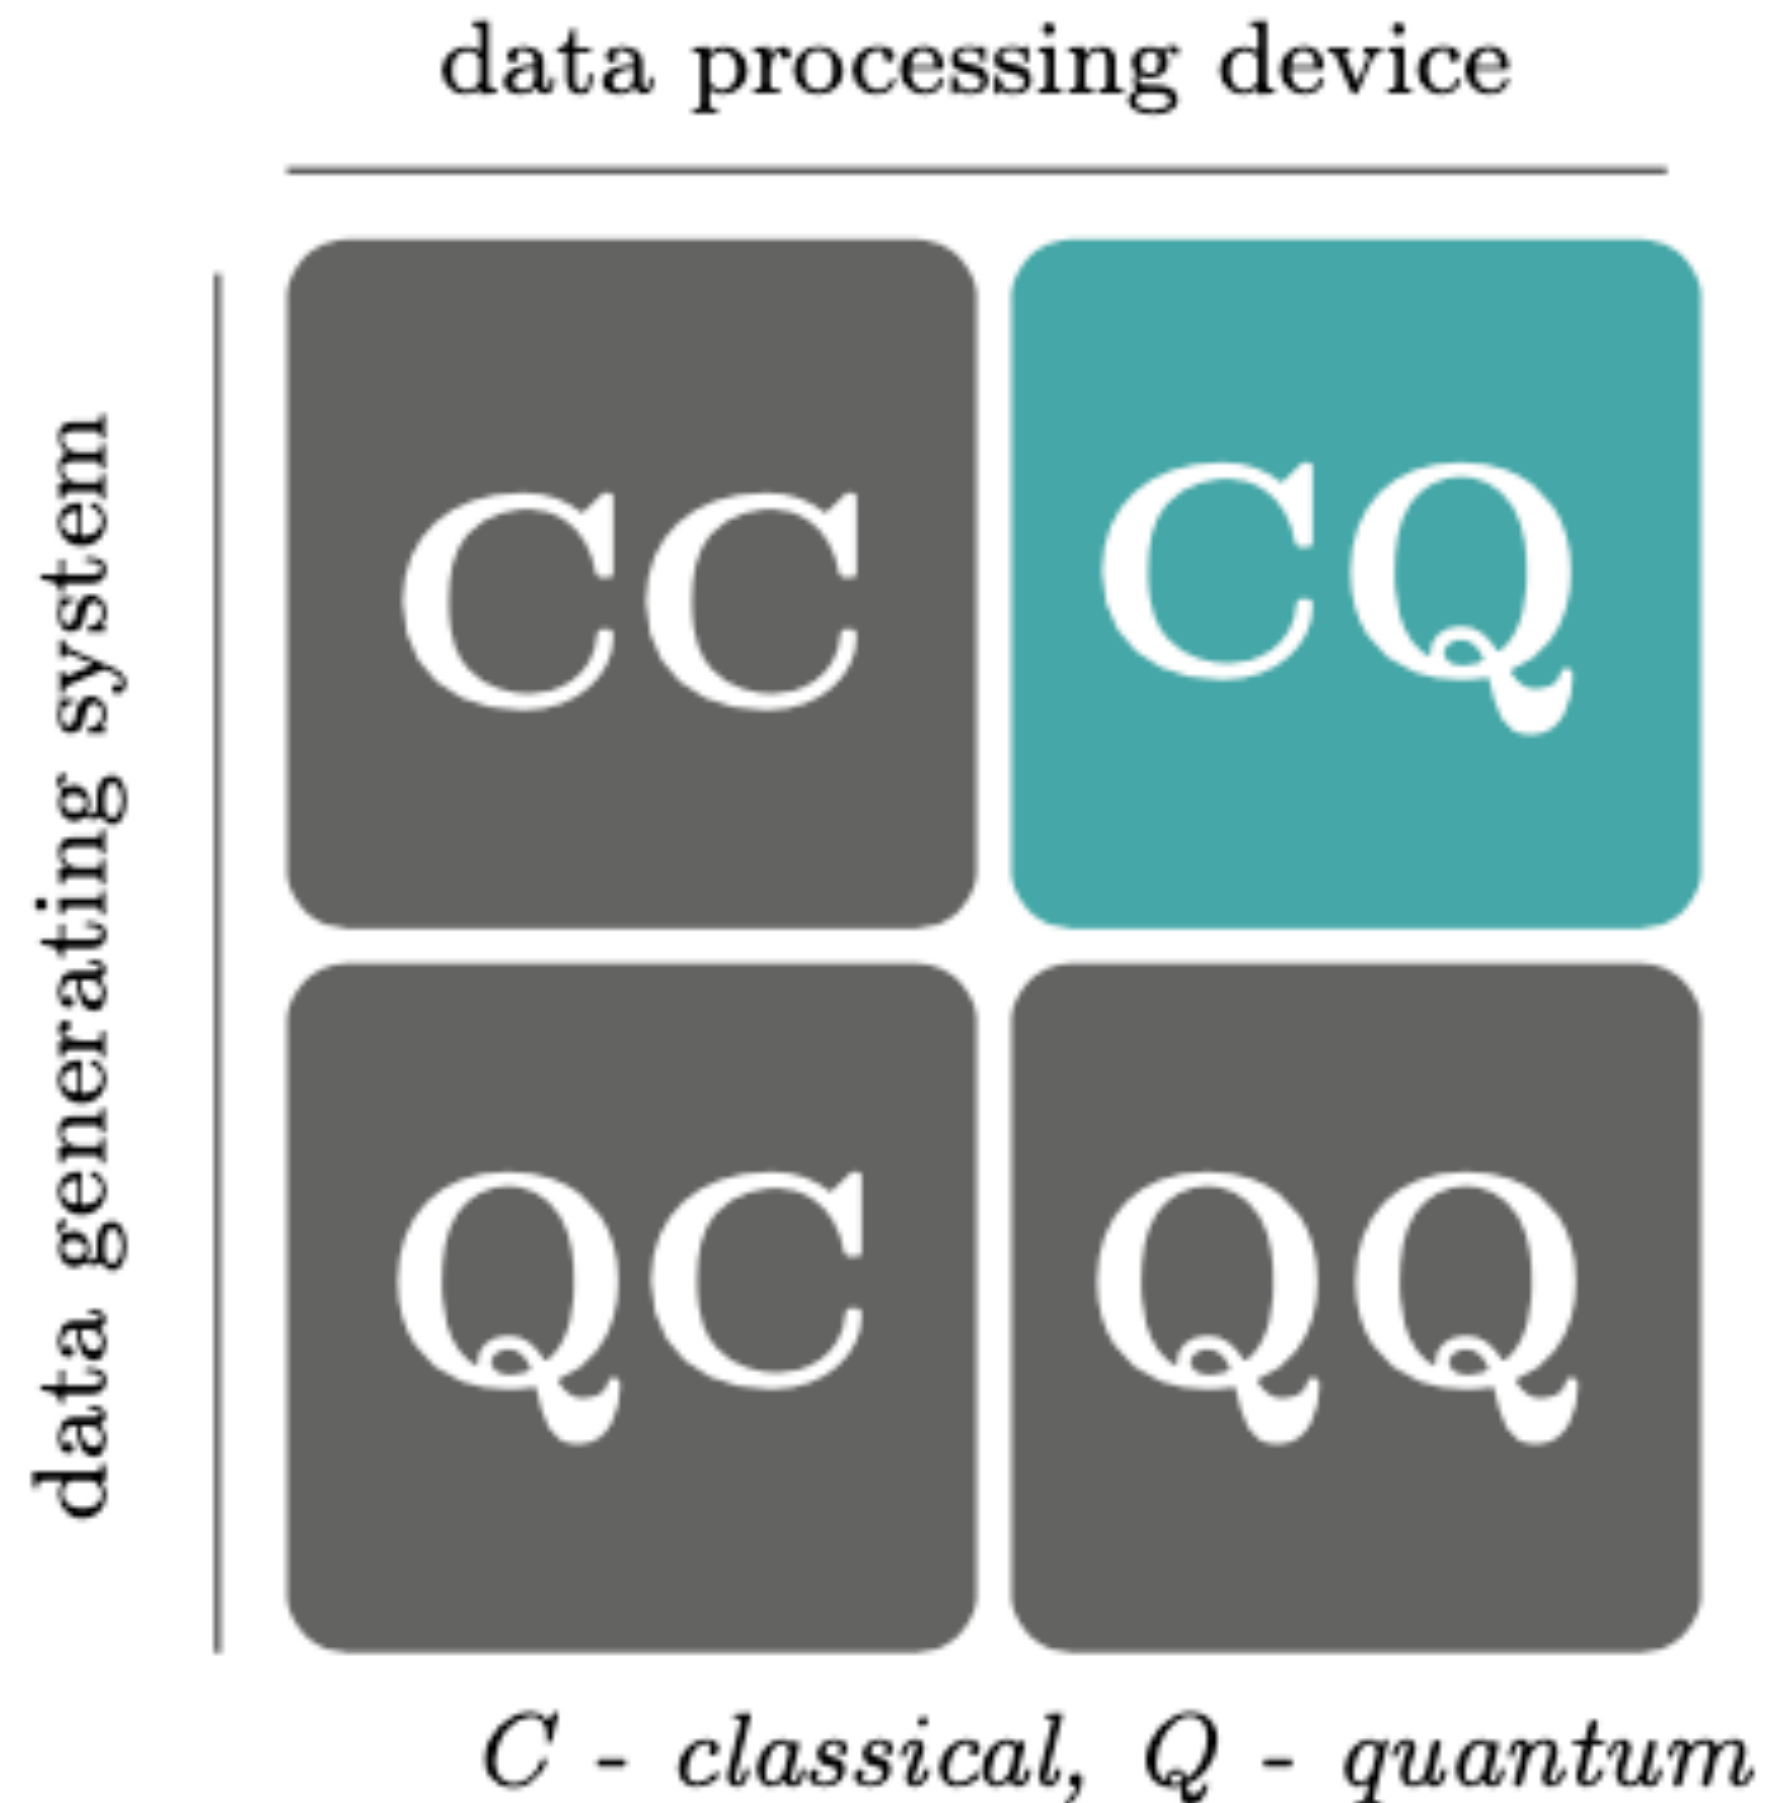 data processing device
data generating system
CC
CQ
QC
QQ
C - classical, Q - quantum